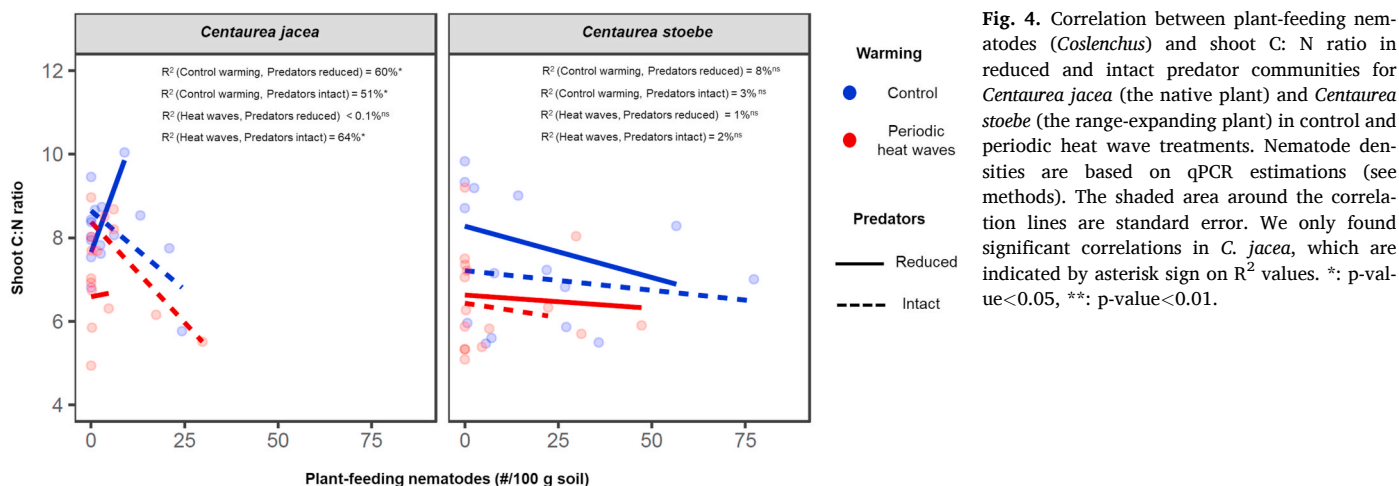 Centaurea jacea
Centaurea stoebe
R² (Control warming, Predators reduced) = 60%*
R² (Control warming, Predators intact) = 51%*
R² (Heat waves, Predators reduced) < 0.1%ns
R² (Heat waves, Predators intact) = 64%*
R² (Control warming, Predators reduced) = 8%ns
R² (Control warming, Predators intact) = 3%ns
R² (Heat waves, Predators reduced) = 1%ns
R² (Heat waves, Predators intact) = 2%ns
Shoot C:N ratio
12
10
8
6
4
0
25
50
75
0
25
50
75
Plant-feeding nematodes (#/100 g soil)
Warming
Control
Periodic
heat waves
Predators
Reduced
Intact
Fig. 4. Correlation between plant-feeding nem-
atodes (Coslenchus) and shoot C: N ratio in
reduced and intact predator communities for
Centaurea jacea (the native plant) and Centaurea
stoebe (the range-expanding plant) in control and
periodic heat wave treatments. Nematode den-
sities are based on qPCR estimations (see
methods). The shaded area around the correla-
tion lines are standard error. We only found
significant correlations in C. jacea, which are
indicated by asterisk sign on R² values. *: p-val-
ue<0.05, **: p-value<0.01.